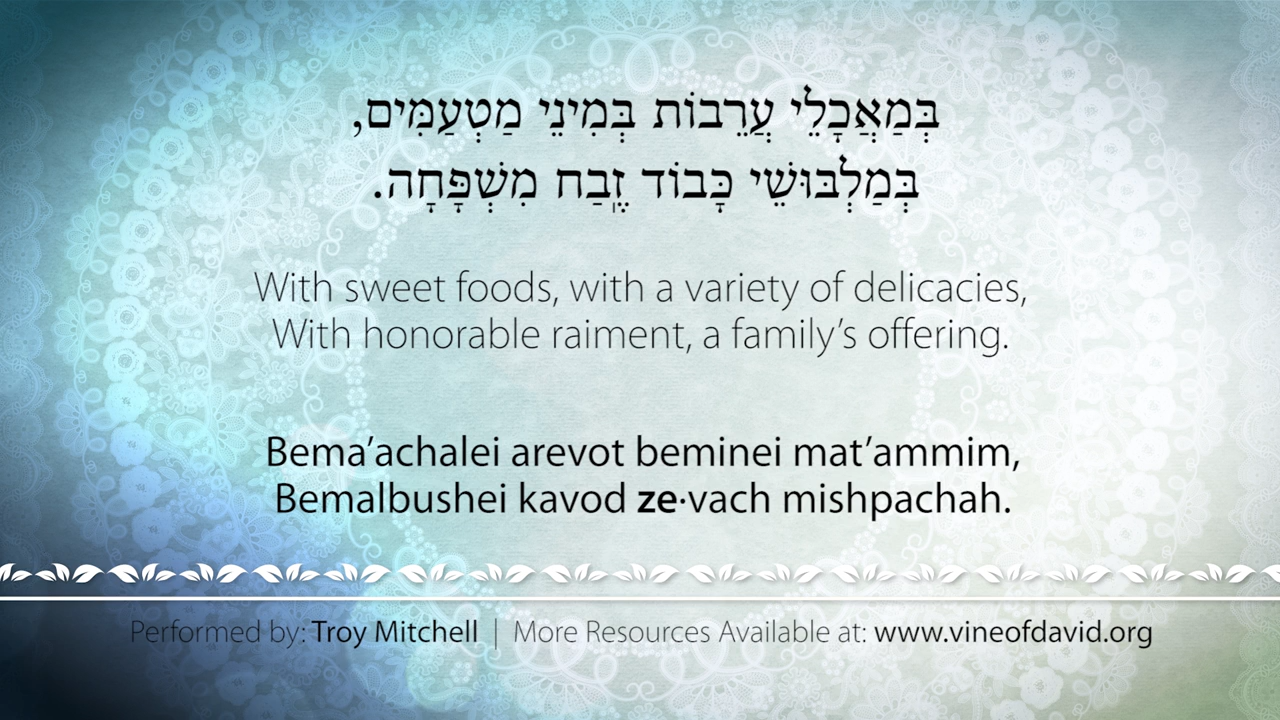 בְּמַאֲכָלֵי עֲרֵבוֹת בְּמִינֵי מַטְעַמִּים,
בְּמַלְבּוּשֵׁי כָּבוֹד זֶֽבַח מִשְׁפָּחָה.
With sweet foods, with a variety of delicacies,
With honorable raiment, a family’s offering.
Bema’achalei arevot beminei mat’ammim,
Bemalbushei kavod ze·vach mishpachah.
Performed by: Troy Mitchell | More Resources Available at: www.vineofdavid.org